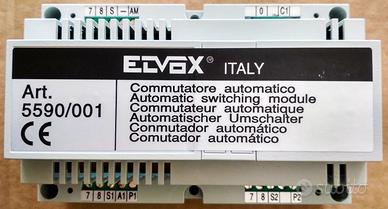 7 8 S – AM
0 C1
ELVOX® ITALY
Art.
5590/001
CE
Commutatore automatico
Automatic switching module
Commutateur automatique
Automatischer Umschalter
Conmutador automático
Comutador automático
7 8 S1 A1 P1
7 8 S2 P2
subito